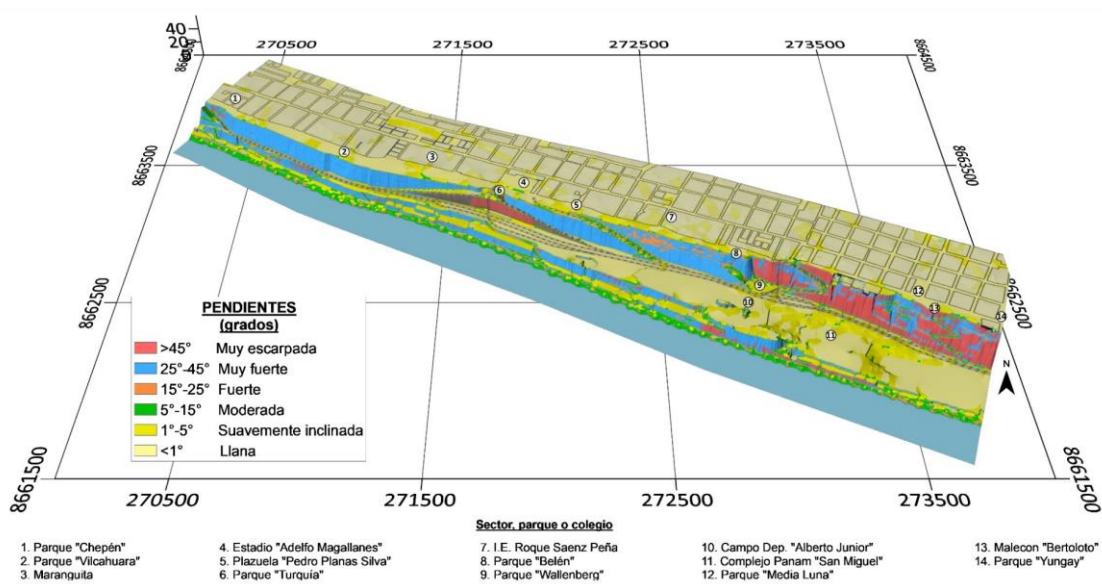 40
20
270500
271500
272500
273500
8664500
8663500
8663500
8662500
8662500
8661500
8661500
270500
271500
272500
273500
N
1
2
3
4
5
6
7
8
9
10
11
12
13
14
PENDIENTES
(grados)
>45° Muy escarpada
25°-45° Muy fuerte
15°-25° Fuerte
5°-15° Moderada
1°-5° Suavemente inclinada
<1° Llana
Sector, parque o colegio
1. Parque "Chepén"
2. Parque "Vilcahuara"
3. Maranguita
4. Estadio "Adelfo Magallanes"
5. Plazuela "Pedro Planas Silva"
6. Parque "Turquía"
7. I.E. Roque Saenz Peña
8. Parque "Belén"
9. Parque "Wallenberg"
10. Campo Dep. "Alberto Junior"
11. Complejo Panam "San Miguel"
12. Parque "Media Luna"
13. Malecon "Bertoloto"
14. Parque "Yungay"